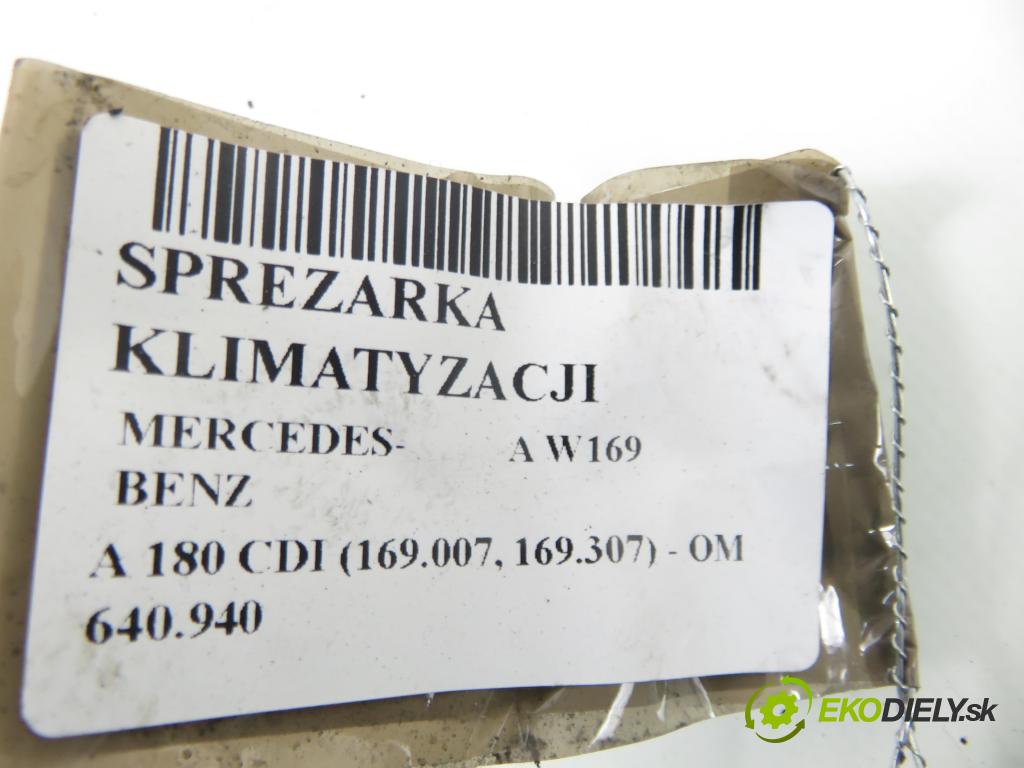 SPREZARKA
KLIMATYZACJI
MERCEDES- A W169
BENZ
A 180 CDI (169.007, 169.307) - OM
640.940
EKODIELY.sk